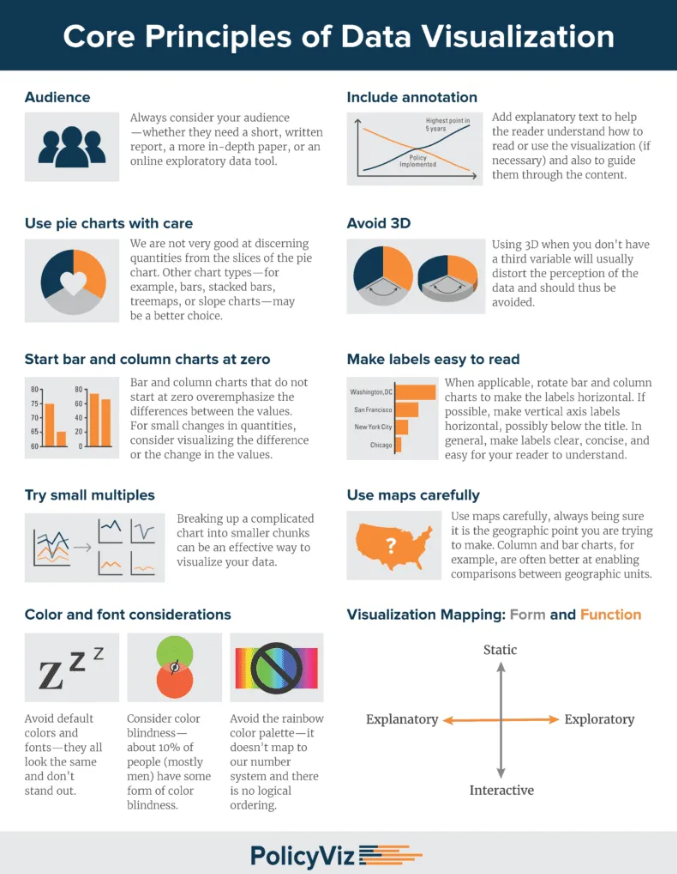 Core Principles of Data Visualization
Audience
Always consider your audience
—whether they need a short, written
report, a more in-depth paper, or an
online exploratory data tool.
Include annotation
Highest point in
5 years
Policy
Implemented
Add explanatory text to help
the reader understand how to
read or use the visualization (if
necessary) and also to guide
them through the content.
Use pie charts with care
We are not very good at discerning
quantities from the slices of the pie
chart. Other chart types—for
example, bars, stacked bars,
treemaps, or slope charts—may
be a better choice.
Avoid 3D
Using 3D when you don't have
a third variable will usually
distort the perception of the
data and should thus be
avoided.
Start bar and column charts at zero
80
75
70
65
60
80
60
40
20
0
Bar and column charts that do not
start at zero overemphasize the
differences between the values.
For small changes in quantities,
consider visualizing the difference
or the change in the values.
Make labels easy to read
Washington, DC
San Francisco
New York City
Chicago
When applicable, rotate bar and column
charts to make the labels horizontal. If
possible, make vertical axis labels
horizontal, possibly below the title. In
general, make labels clear, concise, and
easy for your reader to understand.
Try small multiples
Breaking up a complicated
chart into smaller chunks
can be an effective way to
visualize your data.
Use maps carefully
?
Use maps carefully, always being sure
it is the geographic point you are trying
to make. Column and bar charts, for
example, are often better at enabling
comparisons between geographic units.
Color and font considerations
z Z Z
Avoid default
colors and
fonts—they all
look the same
and don't
stand out.
Consider color
blindness—
about 10% of
people (mostly
men) have some
form of color
blindness.
Avoid the rainbow
color palette—it
doesn't map to
our number
system and there
is no logical
ordering.
Visualization Mapping: Form and Function
Static
Explanatory
Exploratory
Interactive
PolicyViz